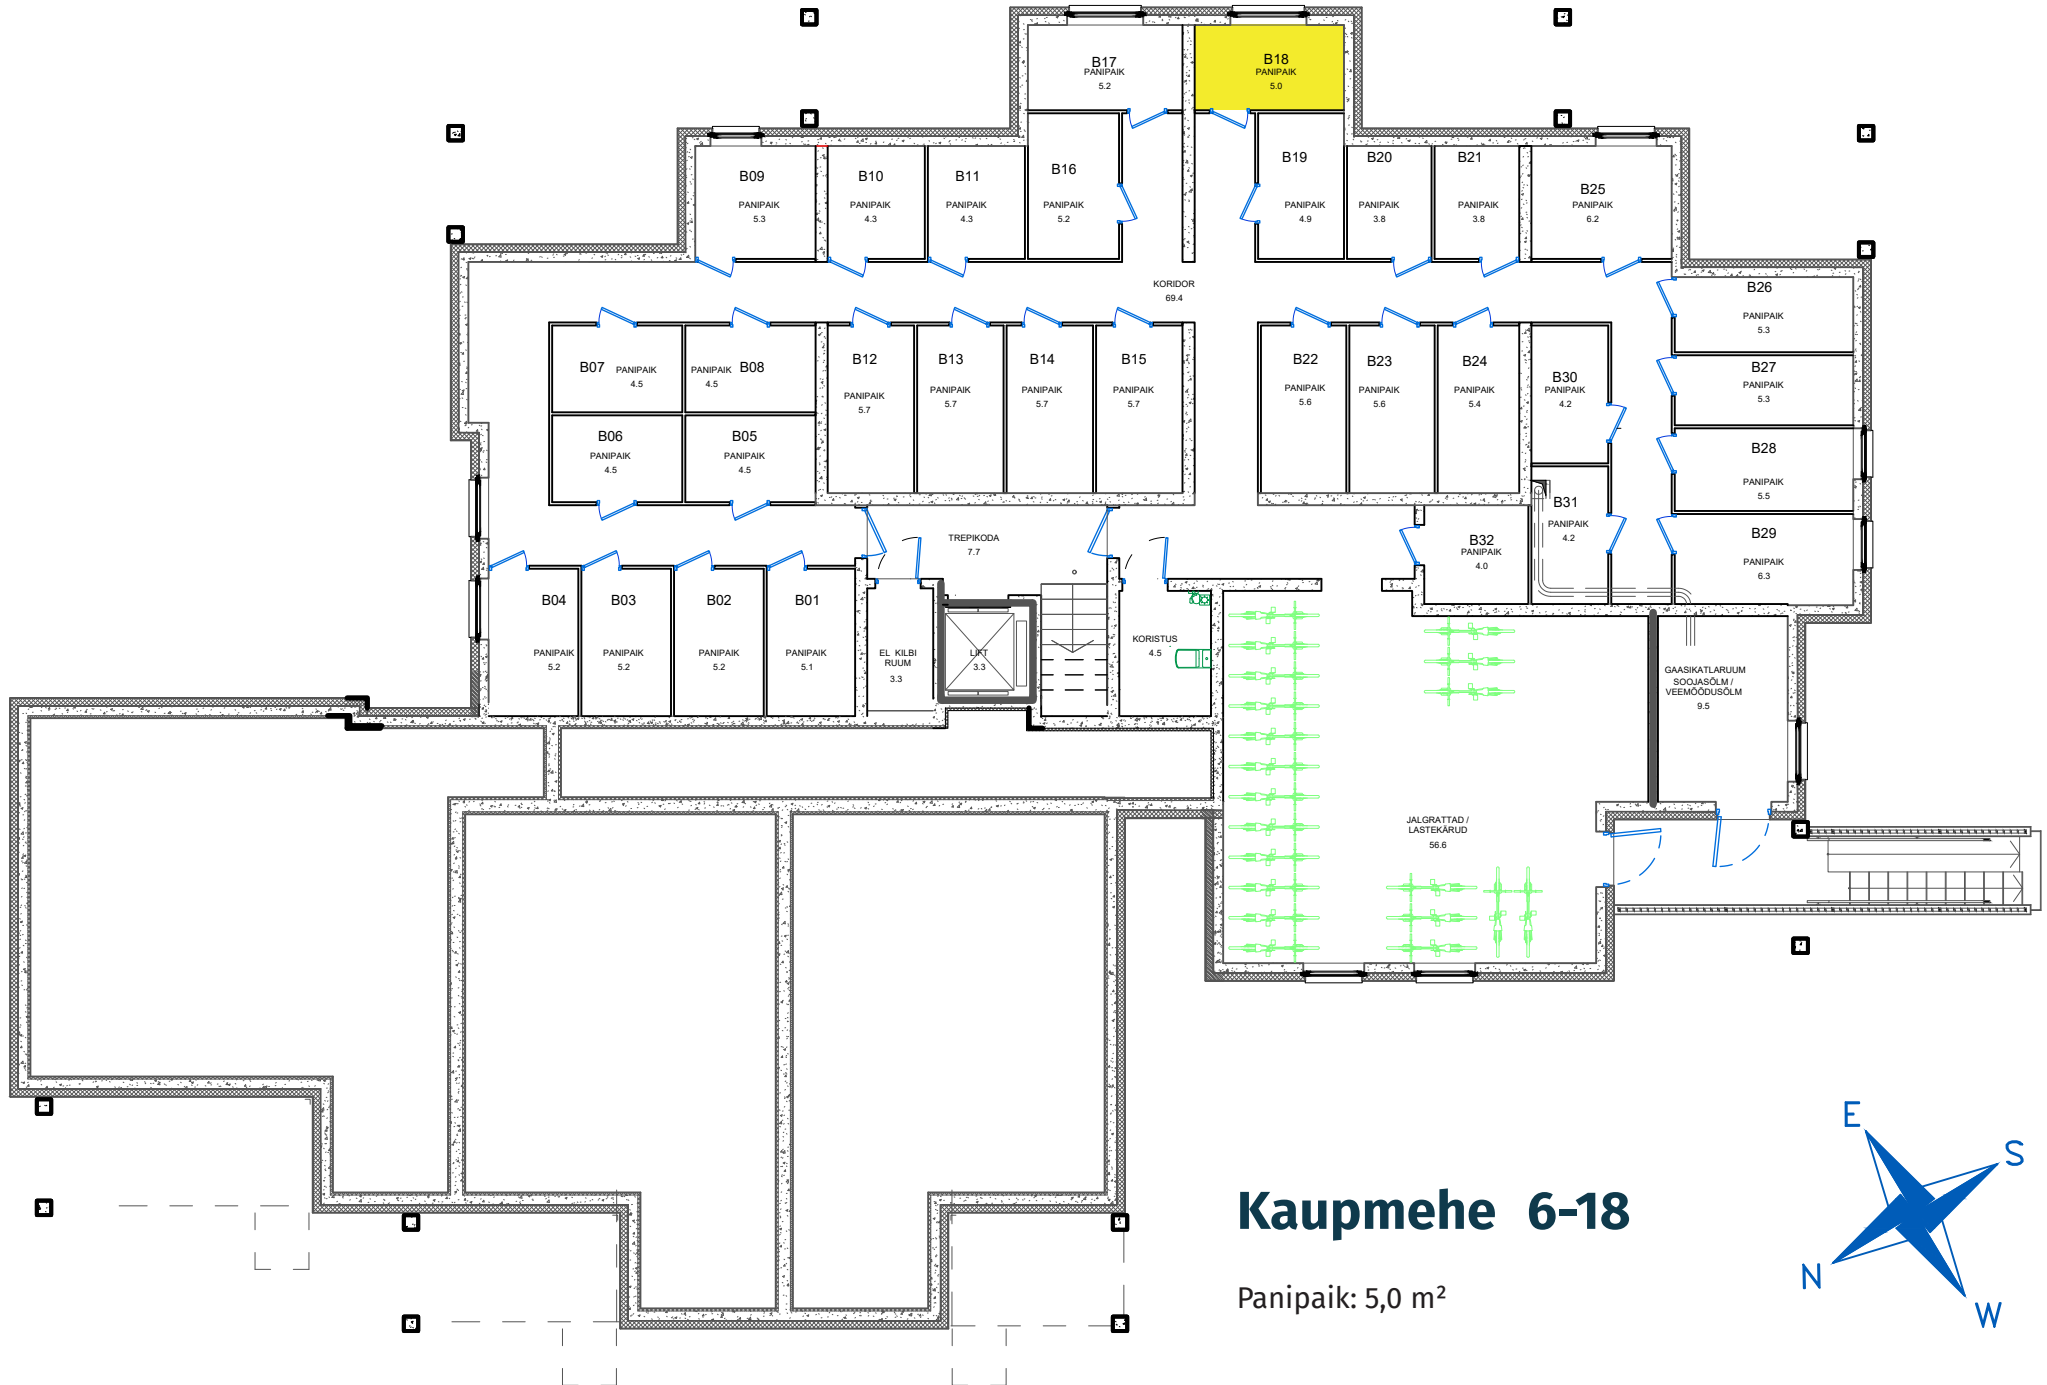 B17
PANIPAIK
5.2
B18
PANIPAIK
5.0
B09
PANIPAIK
5.3
B10
PANIPAIK
4.3
B11
PANIPAIK
4.3
B16
PANIPAIK
5.2
B19
PANIPAIK
4.9
B20
PANIPAIK
3.8
B21
PANIPAIK
3.8
B25
PANIPAIK
6.2
KORIDOR
69.4
B26
PANIPAIK
5.3
B07
PANIPAIK
4.5
B08
PANIPAIK
4.5
B12
PANIPAIK
5.7
B13
PANIPAIK
5.7
B14
PANIPAIK
5.7
B15
PANIPAIK
5.7
B22
PANIPAIK
5.6
B23
PANIPAIK
5.6
B24
PANIPAIK
5.4
B30
PANIPAIK
4.2
B27
PANIPAIK
5.3
B06
PANIPAIK
4.5
B05
PANIPAIK
4.5
B28
PANIPAIK
5.5
B31
PANIPAIK
4.2
B32
PANIPAIK
4.0
B29
PANIPAIK
6.3
TREPIKODA
7.7
B04
PANIPAIK
5.2
B03
PANIPAIK
5.2
B02
PANIPAIK
5.2
B01
PANIPAIK
5.1
EL KILBI
RUUM
3.3
LIFT
3.3
KORISTUS
4.5
GAASIKATLARUUM
SOOJASÕLM /
VEEMÕÕDUSÕLM
9.5
JALGRATTAD /
LASTEKÄRUD
56.6
Kaupmehe 6-18
Panipaik: 5,0 m²
E
S
N
W